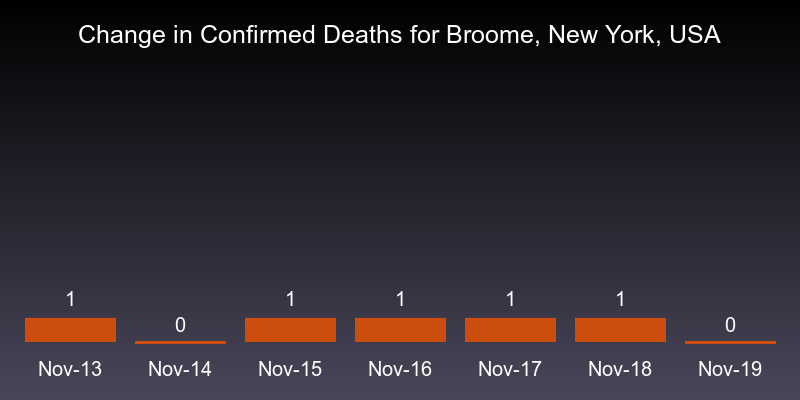 Change in Confirmed Deaths for Broome, New York, USA
1 0 1 1 1 1 0
Nov-13 Nov-14 Nov-15 Nov-16 Nov-17 Nov-18 Nov-19